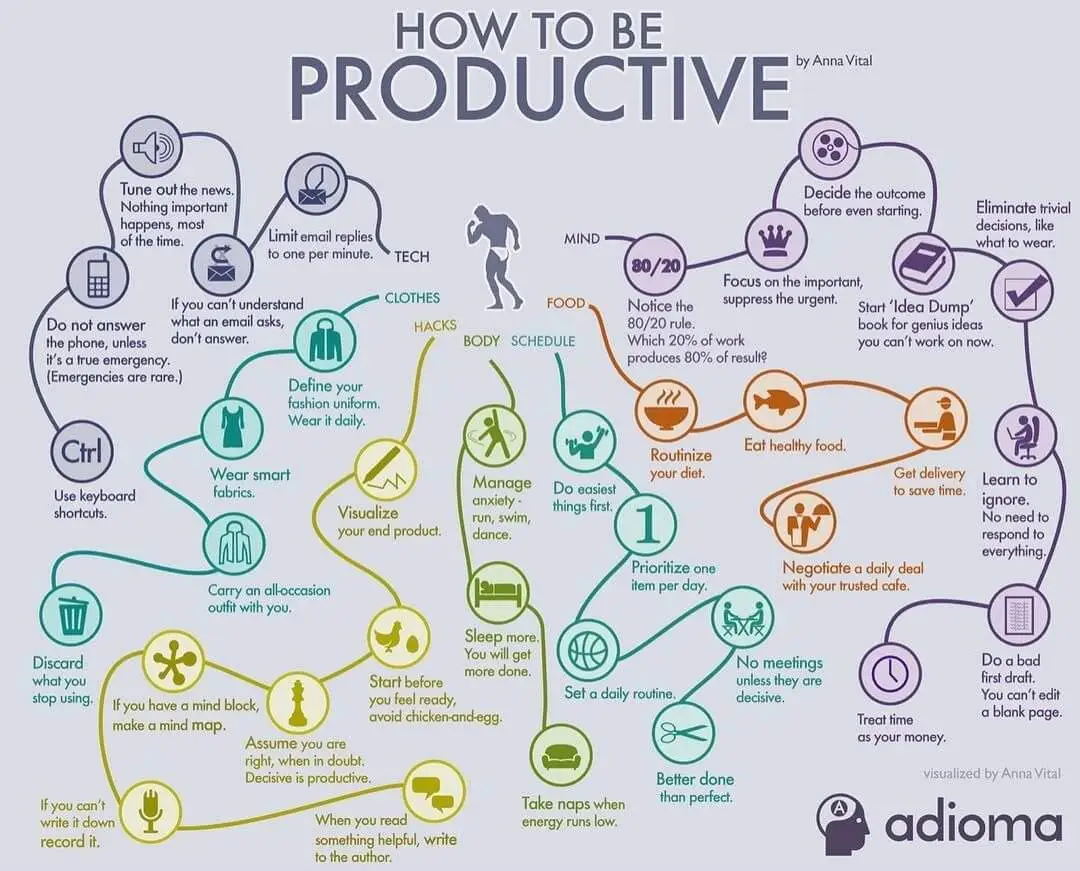 HOW TO BE
PRODUCTIVE
by Anna Vital
TECH
Limit email replies
to one per minute.
If you can't understand
what an email asks,
don't answer.
Tune out the news.
Nothing important
happens, most
of the time.
Do not answer
the phone, unless
it's a true emergency.
(Emergencies are rare.)
Ctrl
Use keyboard
shortcuts.
CLOTHES
Define your
fashion uniform.
Wear it daily.
Wear smart
fabrics.
Carry an all-occasion
outfit with you.
Discard
what you
stop using.
HACKS
Visualize
your end product.
Start before
you feel ready,
avoid chicken-and-egg.
Assume you are
right, when in doubt.
Decisive is productive.
If you have a mind block,
make a mind map.
If you can't
write it down
record it.
When you read
something helpful, write
to the author.
BODY
Manage
anxiety -
run, swim,
dance.
Sleep more.
You will get
more done.
Take naps when
energy runs low.
SCHEDULE
Do easiest
things first.
1
Prioritize one
item per day.
Set a daily routine.
No meetings
unless they are
decisive.
Better done
than perfect.
FOOD
Routinize
your diet.
Eat healthy food.
Get delivery
to save time.
Negotiate a daily deal
with your trusted cafe.
MIND
80/20
Notice the
80/20 rule.
Which 20% of work
produces 80% of result?
Focus on the important,
suppress the urgent.
Decide the outcome
before even starting.
Start 'Idea Dump'
book for genius ideas
you can't work on now.
Eliminate trivial
decisions, like
what to wear.
Learn to
ignore.
No need to
respond to
everything.
Do a bad
first draft.
You can't edit
a blank page.
Treat time
as your money.
visualized by Anna Vital
A
adioma